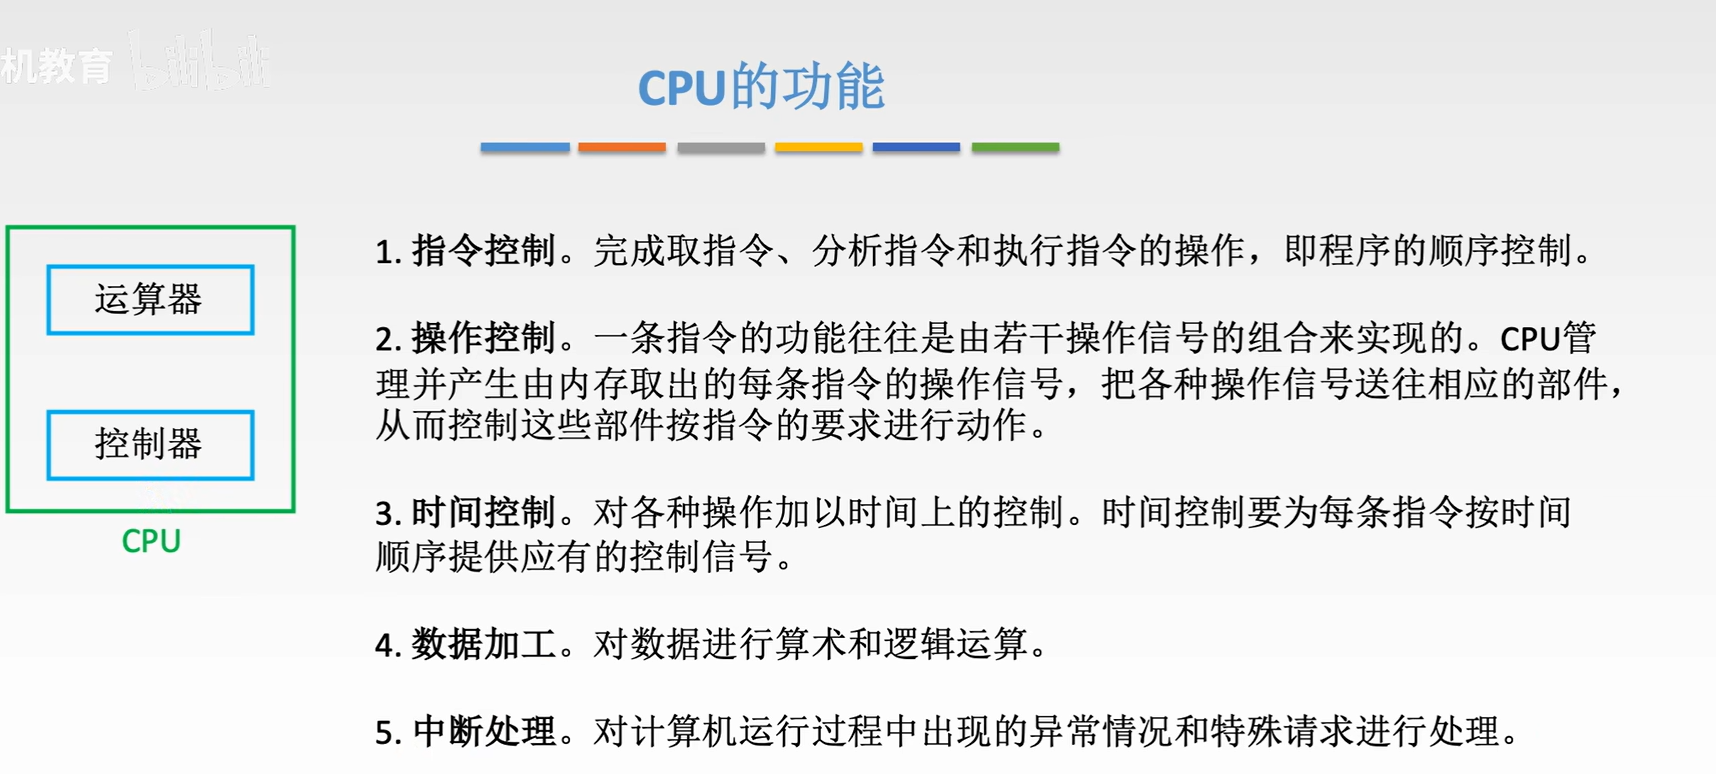 机教育 bilibili
CPU的功能
运算器
控制器
CPU
1. 指令控制。完成取指令、分析指令和执行指令的操作，即程序的顺序控制。
2. 操作控制。一条指令的功能往往是由若干操作信号的组合来实现的。CPU管
理并产生由内存取出的每条指令的操作信号，把各种操作信号送往相应的部件，
从而控制这些部件按指令的要求进行动作。
3. 时间控制。对各种操作加以时间上的控制。时间控制要为每条指令按时间
顺序提供应有的控制信号。
4. 数据加工。对数据进行算术和逻辑运算。
5. 中断处理。对计算机运行过程中出现的异常情况和特殊请求进行处理。